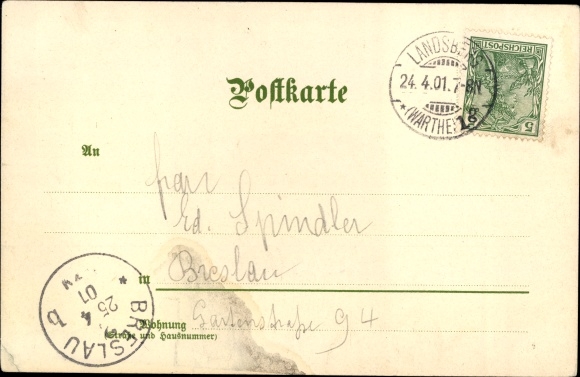 LANDSBERG
24.4.01.7-8N
(WARTHE)
REICHSPOST
5
Postkarte
An
Ed. Spindler
in Breslau
Wohnung Gartenstraße 94
(Straße und Hausnummer)
BRESLAU
25 4
01